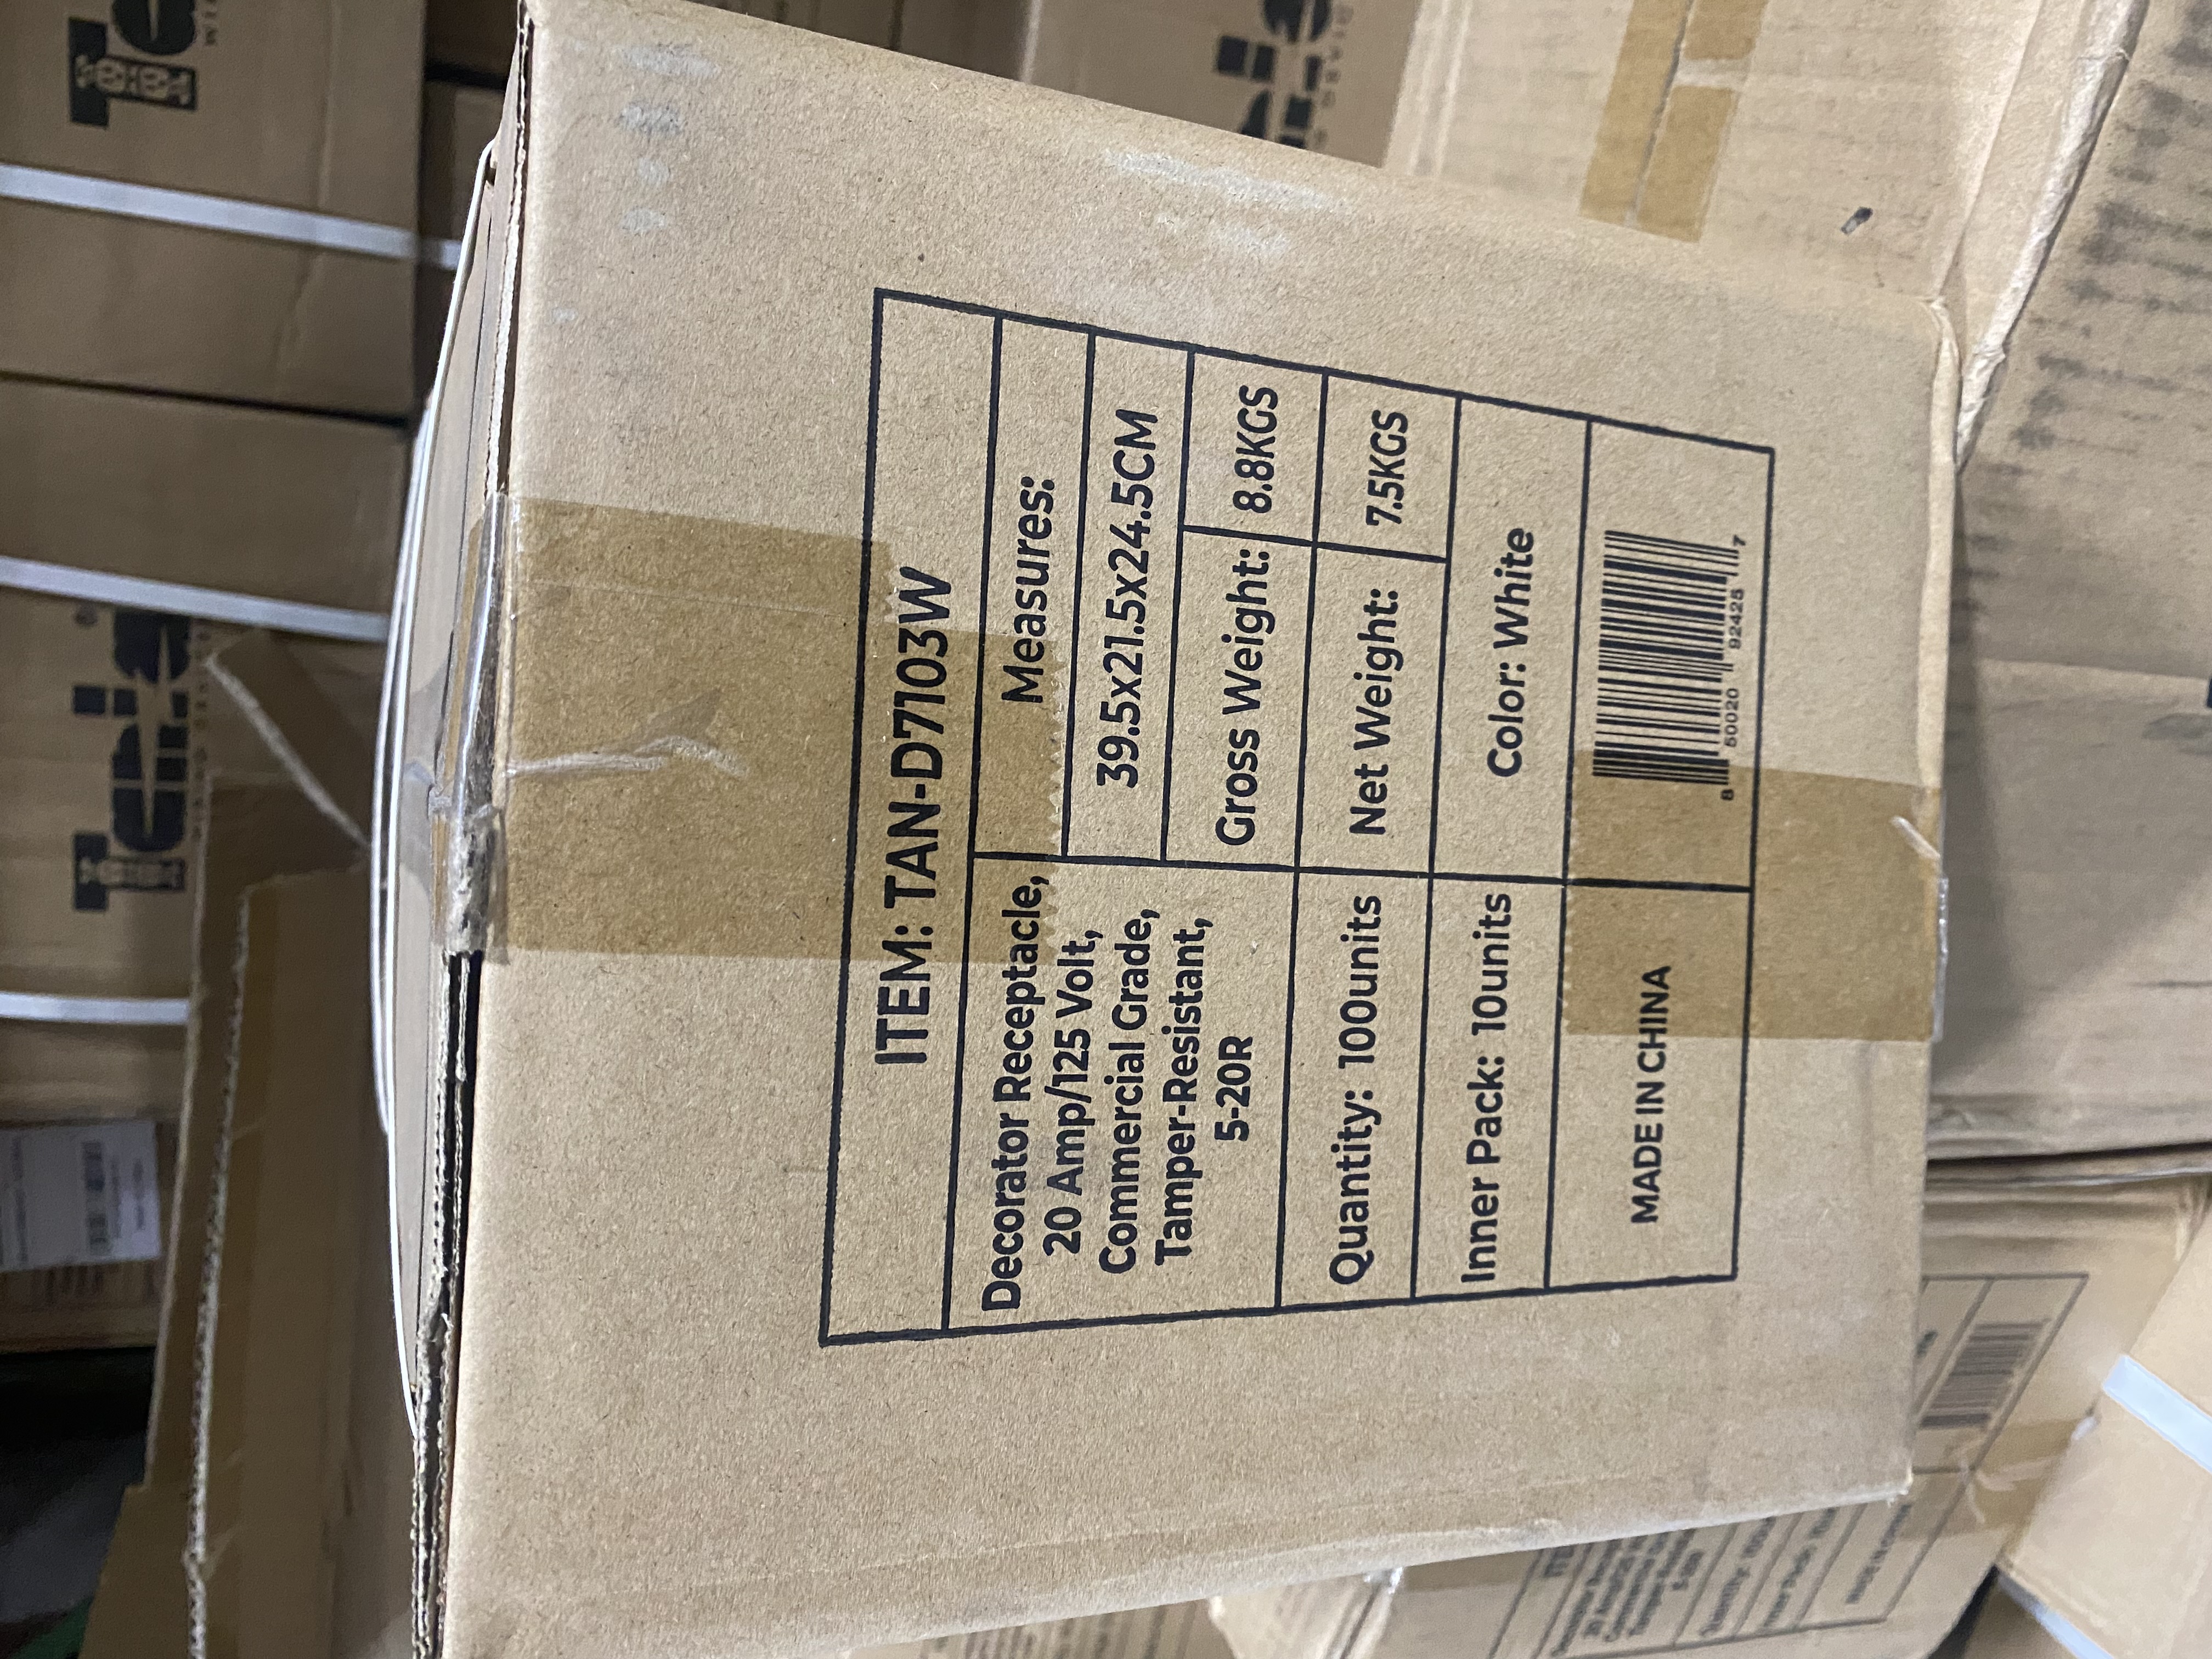 ITEM: TAN-D7103W
Decorator Receptacle,
20 Amp/125 Volt,
Commercial Grade,
Tamper-Resistant,
5-20R
Measures:
39.5x21.5x24.5CM
Gross Weight: 8.8KGS
Quantity: 100units
Net Weight: 7.5KGS
Inner Pack: 10units
Color: White
MADE IN CHINA
8 50020 92425 7